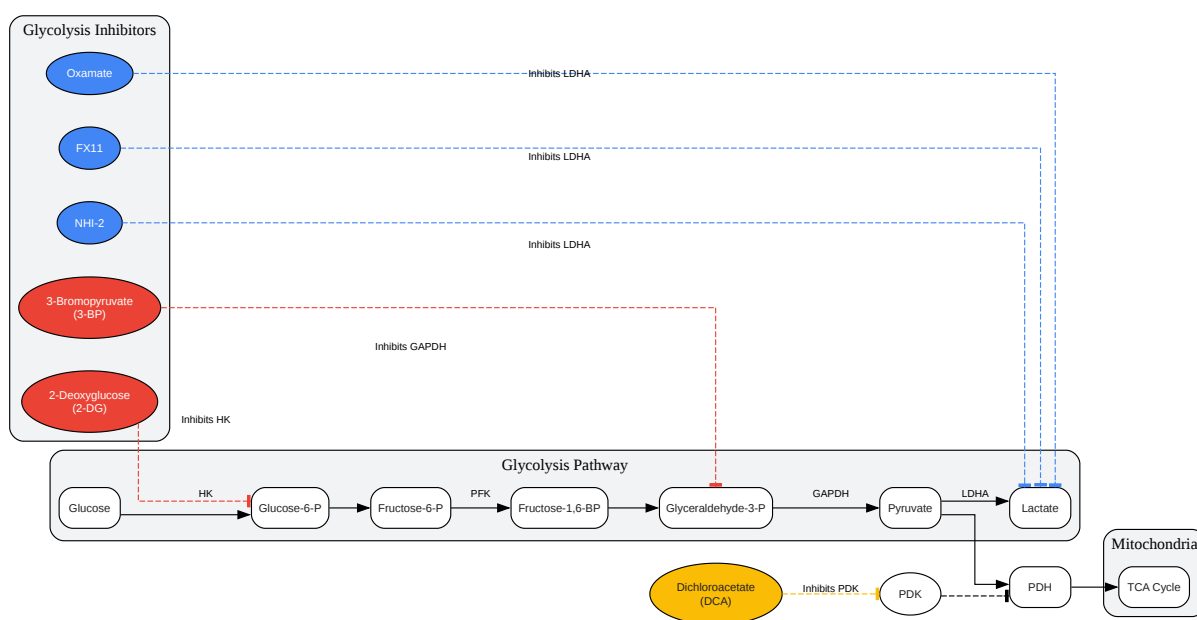 Glycolysis Inhibitors
Oxamate
Inhibits LDHA
FX11
Inhibits LDHA
NHI-2
Inhibits LDHA
3-Bromopyruvate
(3-BP)
Inhibits GAPDH
2-Deoxyglucose
(2-DG)
Inhibits HK
Glycolysis Pathway
HK
PFK
GAPDH
LDHA
Glucose
Glucose-6-P
Fructose-6-P
Fructose-1,6-BP
Glyceraldehyde-3-P
Pyruvate
Lactate
Mitochondria
Dichloroacetate
(DCA)
Inhibits PDK
PDK
PDH
TCA Cycle